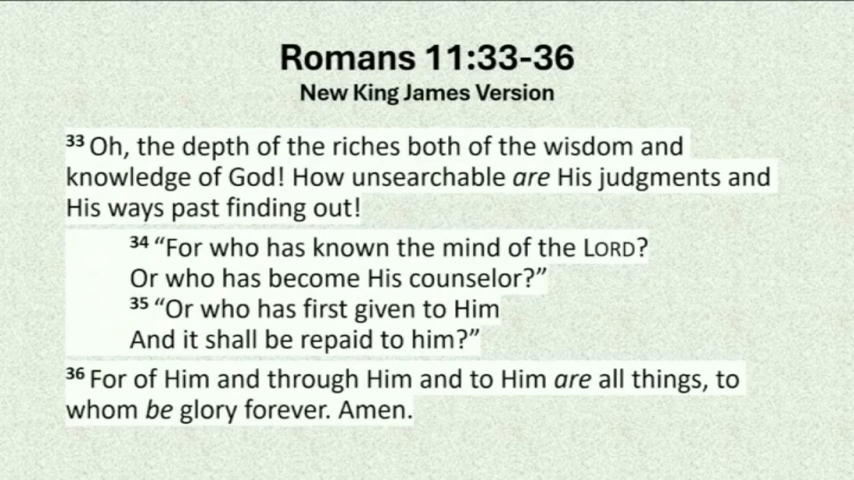 Romans 11:33-36
New King James Version
33 Oh, the depth of the riches both of the wisdom and
knowledge of God! How unsearchable are His judgments and
His ways past finding out!
34 “For who has known the mind of the LORD?
Or who has become His counselor?”
35 “Or who has first given to Him
And it shall be repaid to him?”
36 For of Him and through Him and to Him are all things, to
whom be glory forever. Amen.